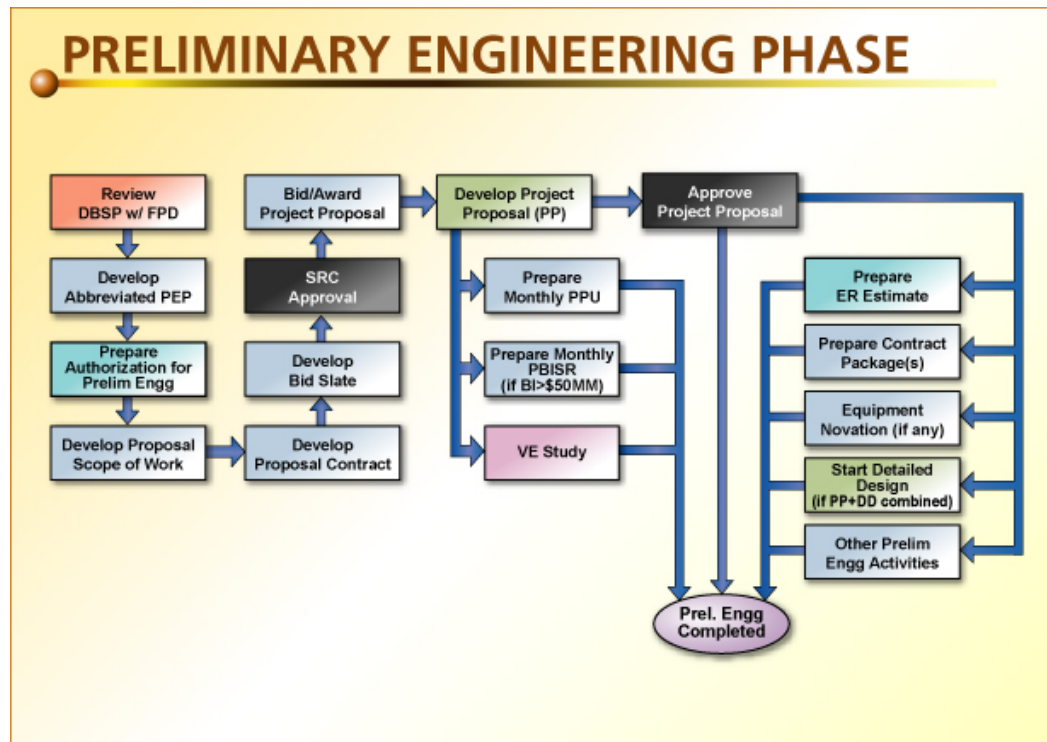 PRELIMINARY ENGINEERING PHASE
Review
DBSP w/ FPD
Develop
Abbreviated PEP
Prepare
Authorization for
Prelim Engg
Develop Proposal
Scope of Work
Develop
Proposal Contract
Develop
Bid Slate
SRC
Approval
Bid/Award
Project Proposal
Develop Project
Proposal (PP)
Prepare
Monthly PPU
Prepare Monthly
PBISR
(if BI>$50MM)
VE Study
Approve
Project Proposal
Prepare
ER Estimate
Prepare Contract
Package(s)
Equipment
Novation (if any)
Start Detailed
Design
(if PP+DD combined)
Other Prelim
Engg Activities
Prel. Engg
Completed